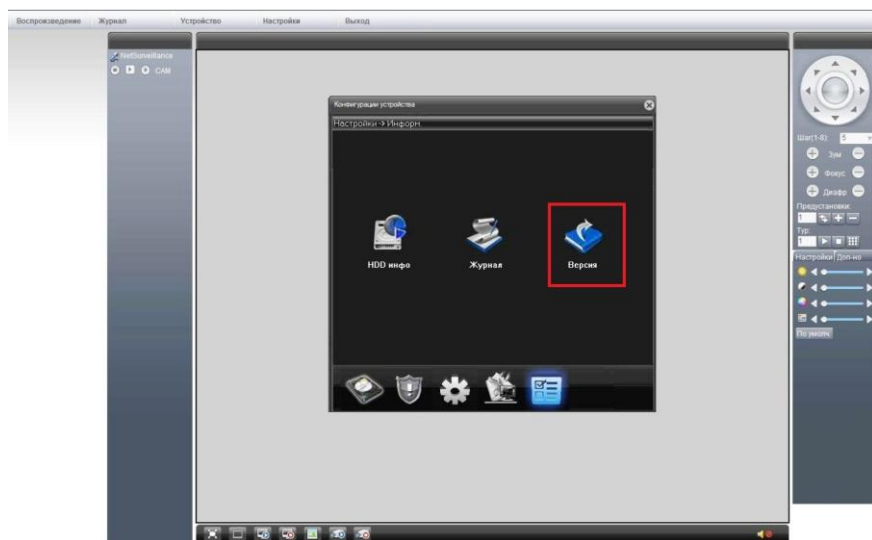 Воспроизведение Журнал Устройство Настройки Выход
NetSurveillance
CAM
Конфигурации устройства
Настройки → Информ.
HDD инфо Журнал Версия
Шаг(1-8): 5
Зум
Фокус
Диафр
Предустановки:
1
Тур:
1
Настройки Доп-но
По умолч.